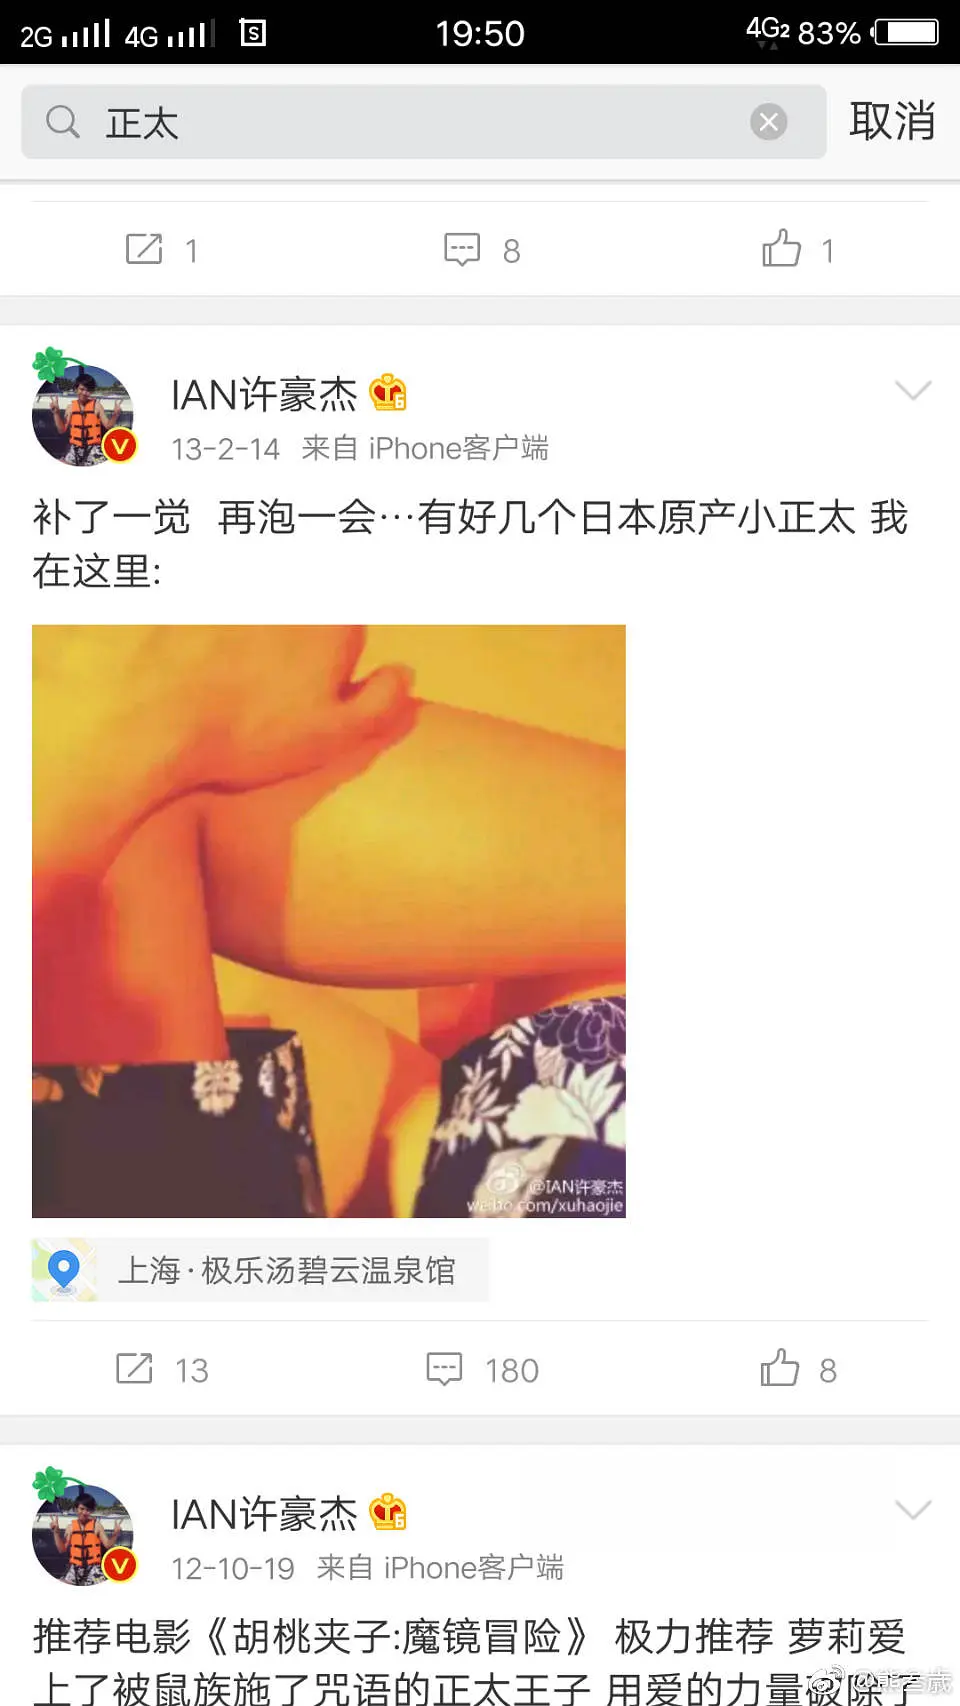 2G 4G S 19:50 4G2 83%
正太 取消
1 8 1
IAN许豪杰
13-2-14 来自 iPhone客户端
补了一觉 再泡一会…有好几个日本原产小正太 我
在这里:
@IAN许豪杰
weibo.com/xuhaojie
上海·极乐汤碧云温泉馆
13 180 8
IAN许豪杰
12-10-19 来自 iPhone客户端
推荐电影《胡桃夹子:魔镜冒险》 极力推荐 萝莉爱
上了被鼠族施了咒语的正太王子 用爱的力量破除